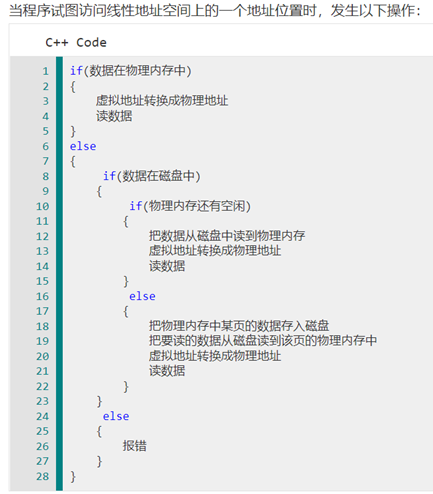 当程序试图访问线性地址空间上的一个地址位置时，发生以下操作：
C++ Code
1 if(数据在物理内存中)
2 {
3 虚拟地址转换成物理地址
4 读数据
5 }
6 else
7 {
8 if(数据在磁盘中)
9 {
10 if(物理内存还有空闲)
11 {
12 把数据从磁盘中读到物理内存
13 虚拟地址转换成物理地址
14 读数据
15 }
16 else
17 {
18 把物理内存中某页的数据存入磁盘
19 把要读的数据从磁盘读到该页的物理内存中
20 虚拟地址转换成物理地址
21 读数据
22 }
23 }
24 else
25 {
26 报错
27 }
28 }